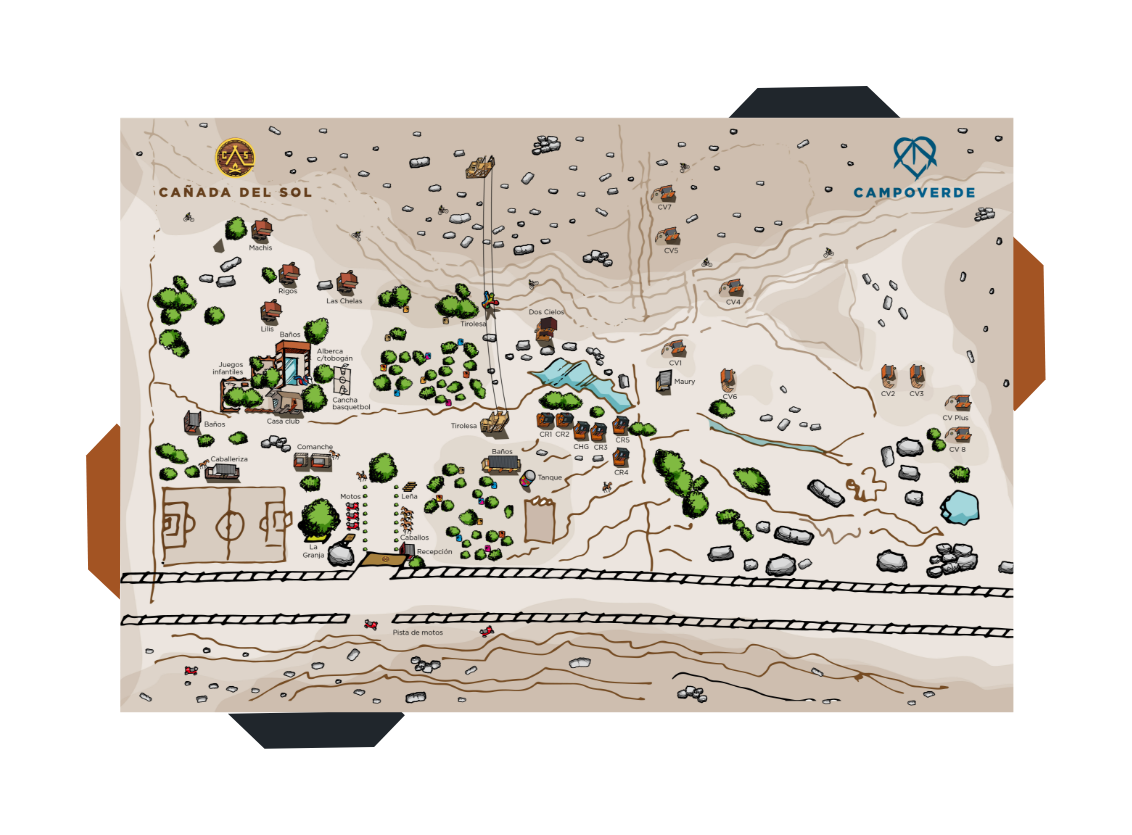 CS
CAÑADA DEL SOL
CAMPOVERDE
CV7
Machis
CV5
Rigos
Las Chelas
CV4
Dos Cielos
Lilis
Tirolesa
Baños
Alberca
c/tobogán
Juegos
infantiles
CV1
Maury
CV6
CV2
CV3
Cancha
basquetbol
Casa club
CV Plus
Baños
Tirolesa
CR1
CR2
CHG
CR3
CR5
CV 8
Comanche
Baños
Caballeriza
CR4
Tanque
Motos
Leña
Caballos
La
Granja
Recepción
Pista de motos